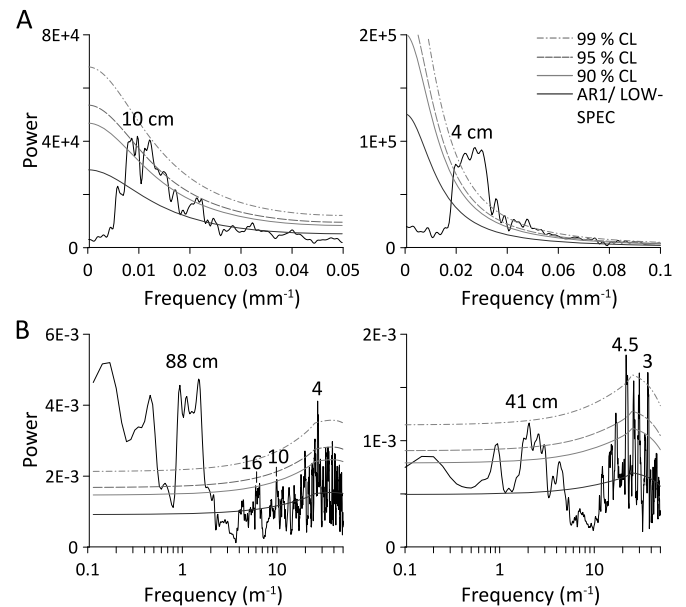 A
8E+4
4E+4
0
Power
10 cm
0
0.01
0.02
0.03
0.04
0.05
Frequency (mm-1)
2E+5
1E+5
0
4 cm
99 % CL
95 % CL
90 % CL
AR1/ LOW-
SPEC
0
0.02
0.04
0.06
0.08
0.1
Frequency (mm-1)
B
6E-3
4E-3
2E-3
0
Power
88 cm
16
10
4
0.1
1
10
Frequency (m-1)
2E-3
1E-3
0
41 cm
4.5
3
0.1
1
10
Frequency (m-1)